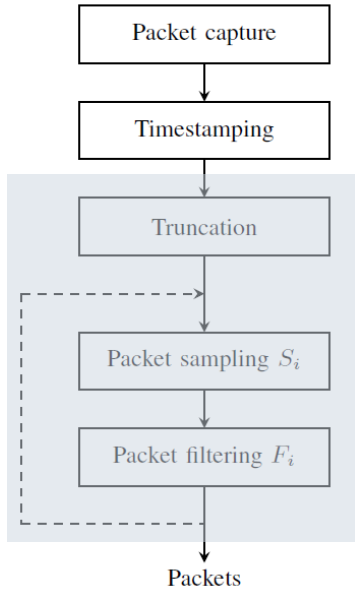 Packet capture
Timestamping
Truncation
Packet sampling $S_i$
Packet filtering $F_i$
Packets